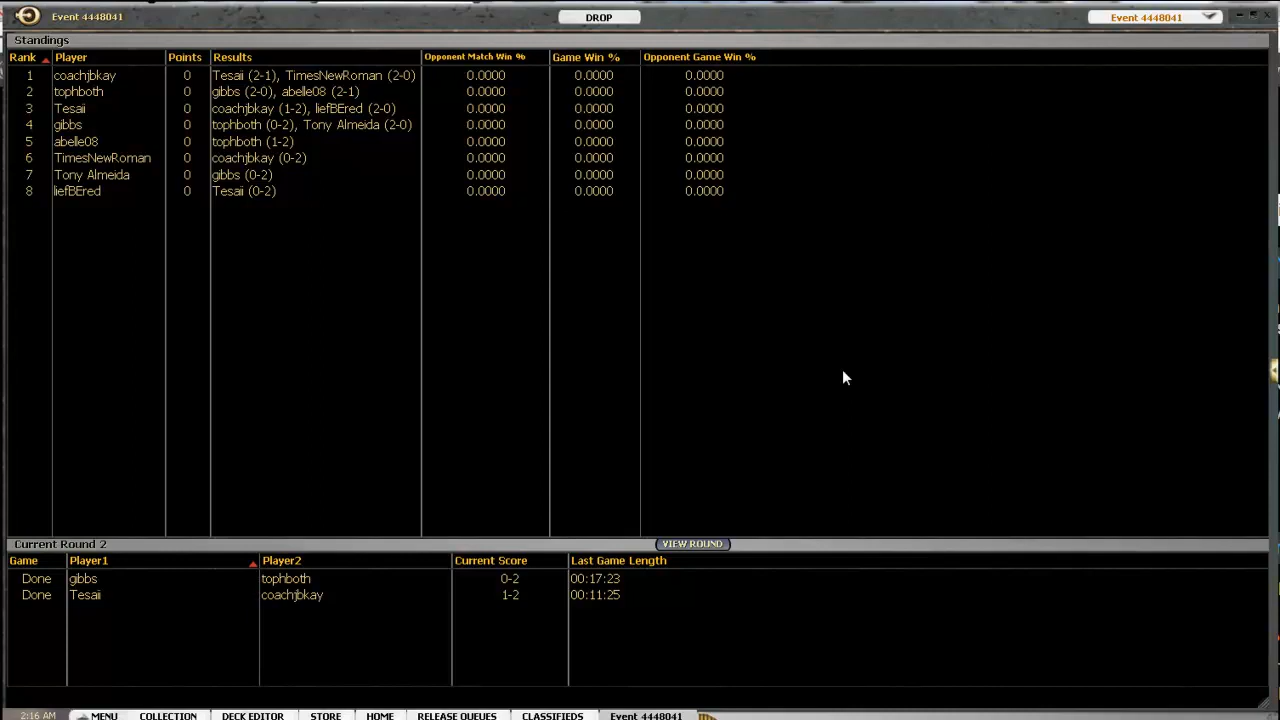 Event 4448041 DROP Event 4448041
Standings
Rank Player Points Results Opponent Match Win % Game Win % Opponent Game Win %
1 coachjbkay 0 Tesaii (2-1), TimesNewRoman (2-0) 0.0000 0.0000 0.0000
2 tophboth 0 gibbs (2-0), abelle08 (2-1) 0.0000 0.0000 0.0000
3 Tesaii 0 coachjbkay (1-2), liefBEred (2-0) 0.0000 0.0000 0.0000
4 gibbs 0 tophboth (0-2), Tony Almeida (2-0) 0.0000 0.0000 0.0000
5 abelle08 0 tophboth (1-2) 0.0000 0.0000 0.0000
6 TimesNewRoman 0 coachjbkay (0-2) 0.0000 0.0000 0.0000
7 Tony Almeida 0 gibbs (0-2) 0.0000 0.0000 0.0000
8 liefBEred 0 Tesaii (0-2) 0.0000 0.0000 0.0000
Current Round 2 VIEW ROUND
Game Player1 Player2 Current Score Last Game Length
Done gibbs tophboth 0-2 00:17:23
Done Tesaii coachjbkay 1-2 00:11:25
2:16 AM MENU COLLECTION DECK EDITOR STORE HOME RELEASE QUEUES CLASSIFIEDS Event 4448041